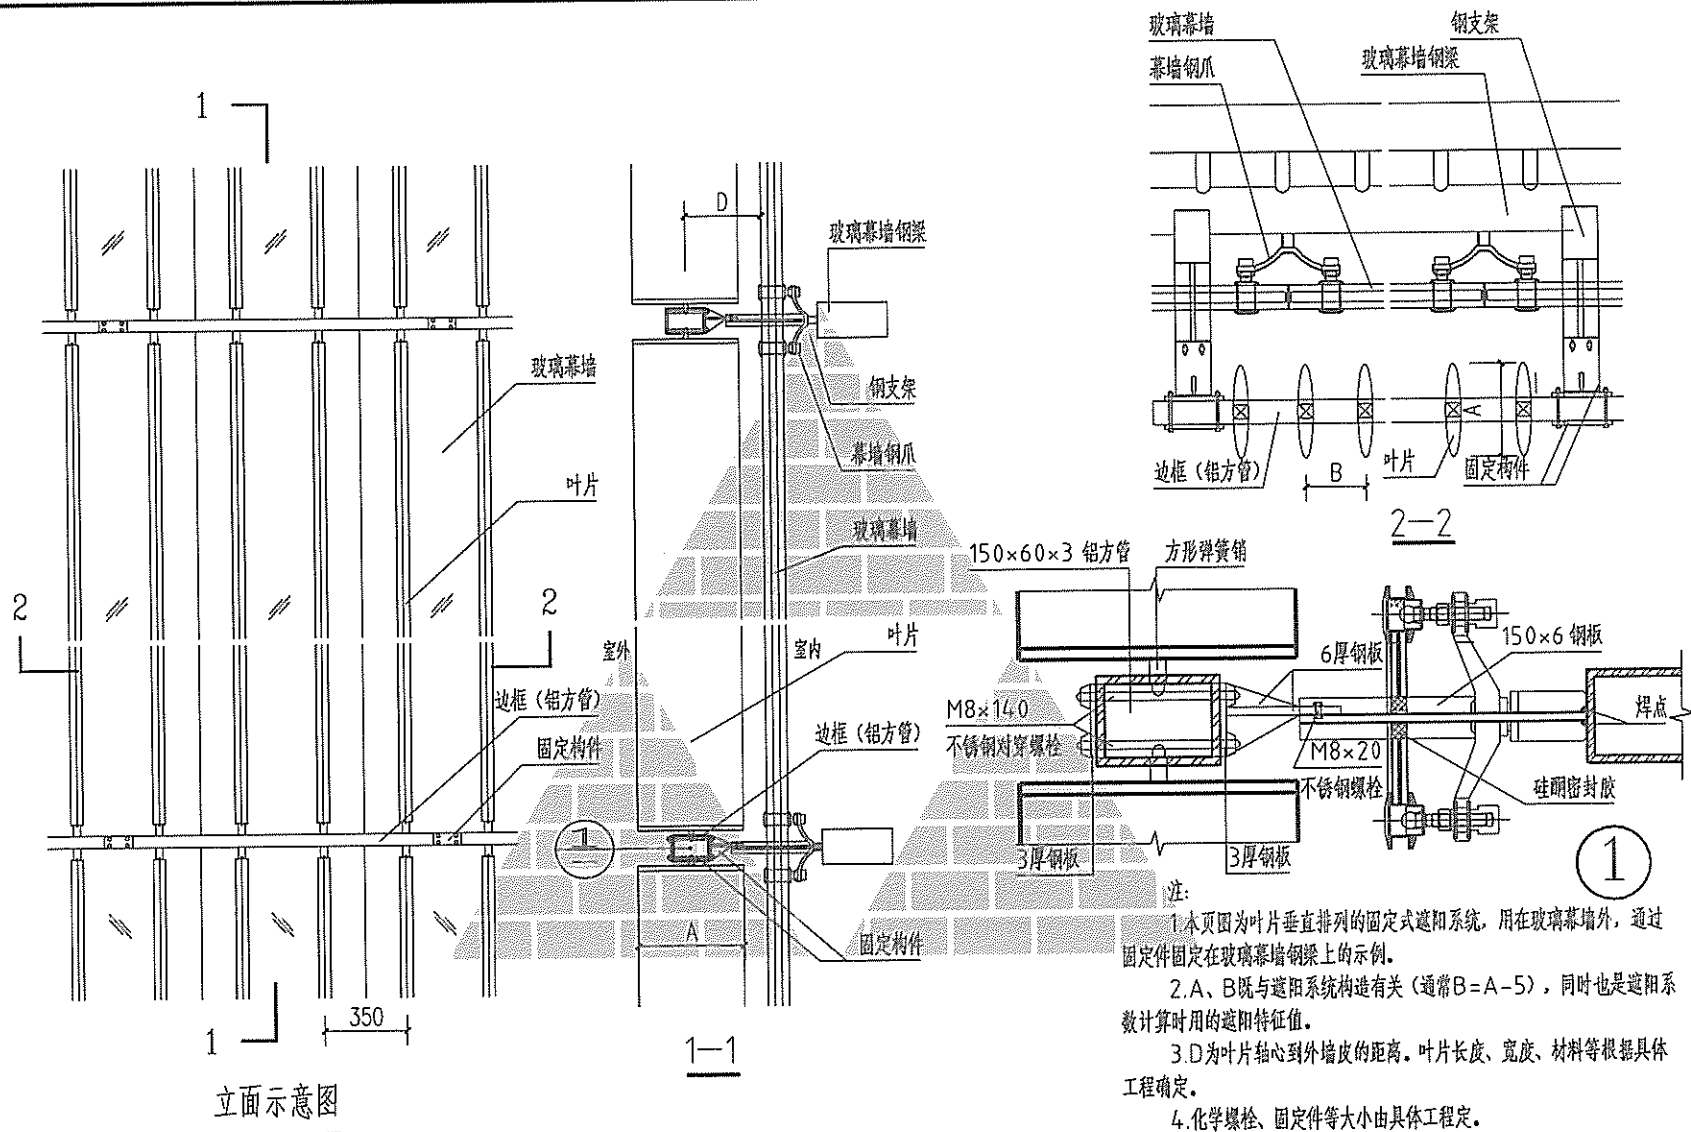 1
玻璃幕墙
叶片
2
2
边框（铝方管）
固定构件
1
350
立面示意图
D
玻璃幕墙钢梁
钢支架
幕墙钢爪
玻璃幕墙
室外
室内
叶片
边框（铝方管）
1
A
固定构件
1—1
玻璃幕墙
钢支架
幕墙钢爪
玻璃幕墙钢梁
A
边框（铝方管）
B
叶片
固定构件
2—2
150×60×3 铝方管
方形弹簧销
6厚钢板
150×6 钢板
M8×140
不锈钢对穿螺栓
焊点
M8×20
不锈钢螺栓
硅酮密封胶
3厚钢板
3厚钢板
1
注:
1.本页图为叶片垂直排列的固定式遮阳系统，用在玻璃幕墙外，通过
固定件固定在玻璃幕墙钢梁上的示例。
2.A、B既与遮阳系统构造有关（通常B=A-5），同时也是遮阳系
数计算时用的遮阳特征值。
3.D为叶片轴心到外墙皮的距离。叶片长度、宽度、材料等根据具体
工程确定。
4.化学螺栓、固定件等大小由具体工程定。